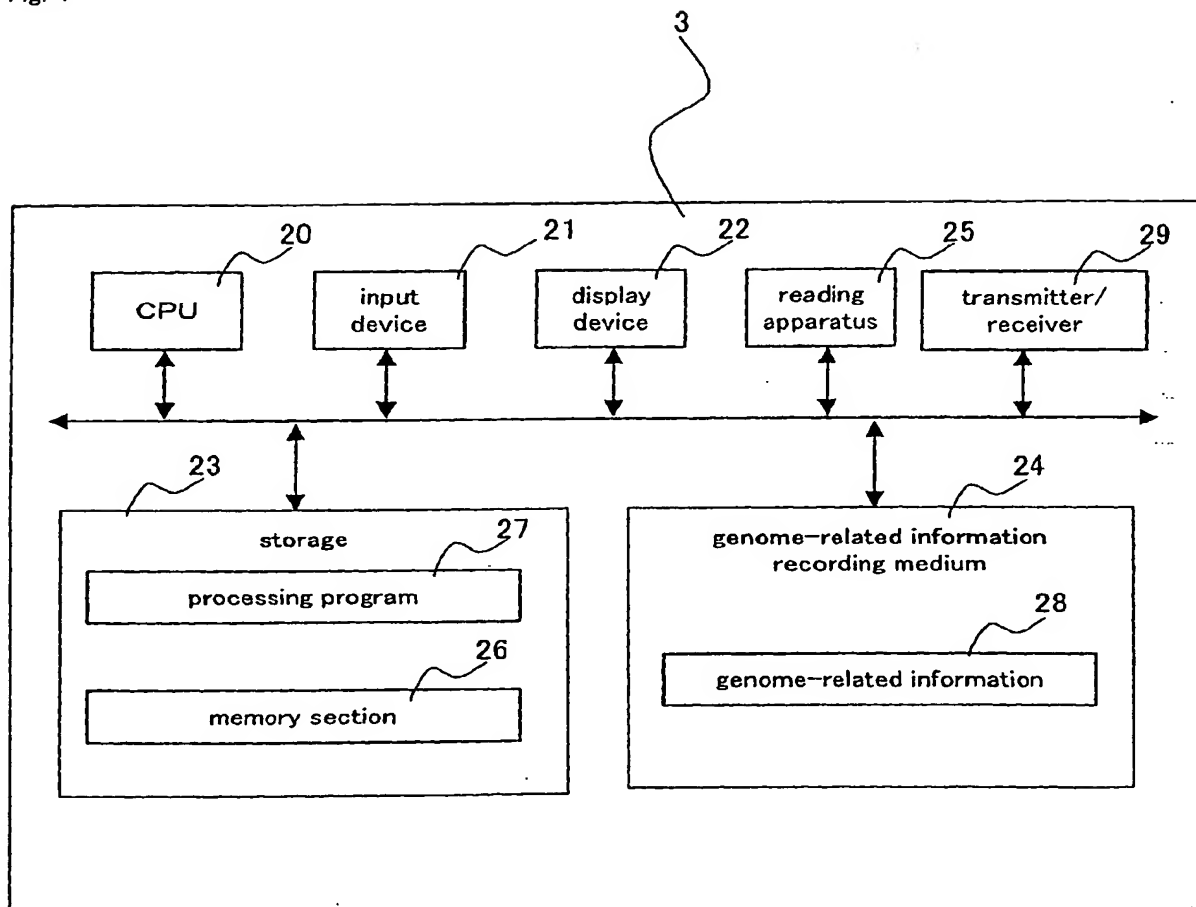 3
20
21
22
25
29
CPU
input
device
display
device
reading
apparatus
transmitter/
receiver
23
24
storage
27
processing program
26
memory section
genome-related information
recording medium
28
genome-related information